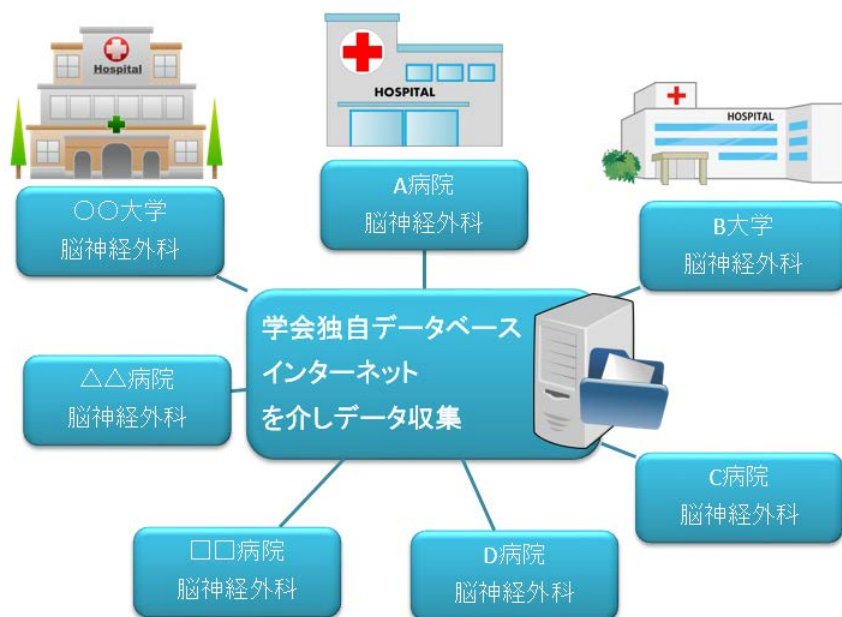 Hospital
HOSPITAL
HOSPITAL
○○大学
脳神経外科
A病院
脳神経外科
B大学
脳神経外科
学会独自データベース
インターネット
を介しデータ収集
△△病院
脳神経外科
C病院
脳神経外科
□□病院
脳神経外科
D病院
脳神経外科